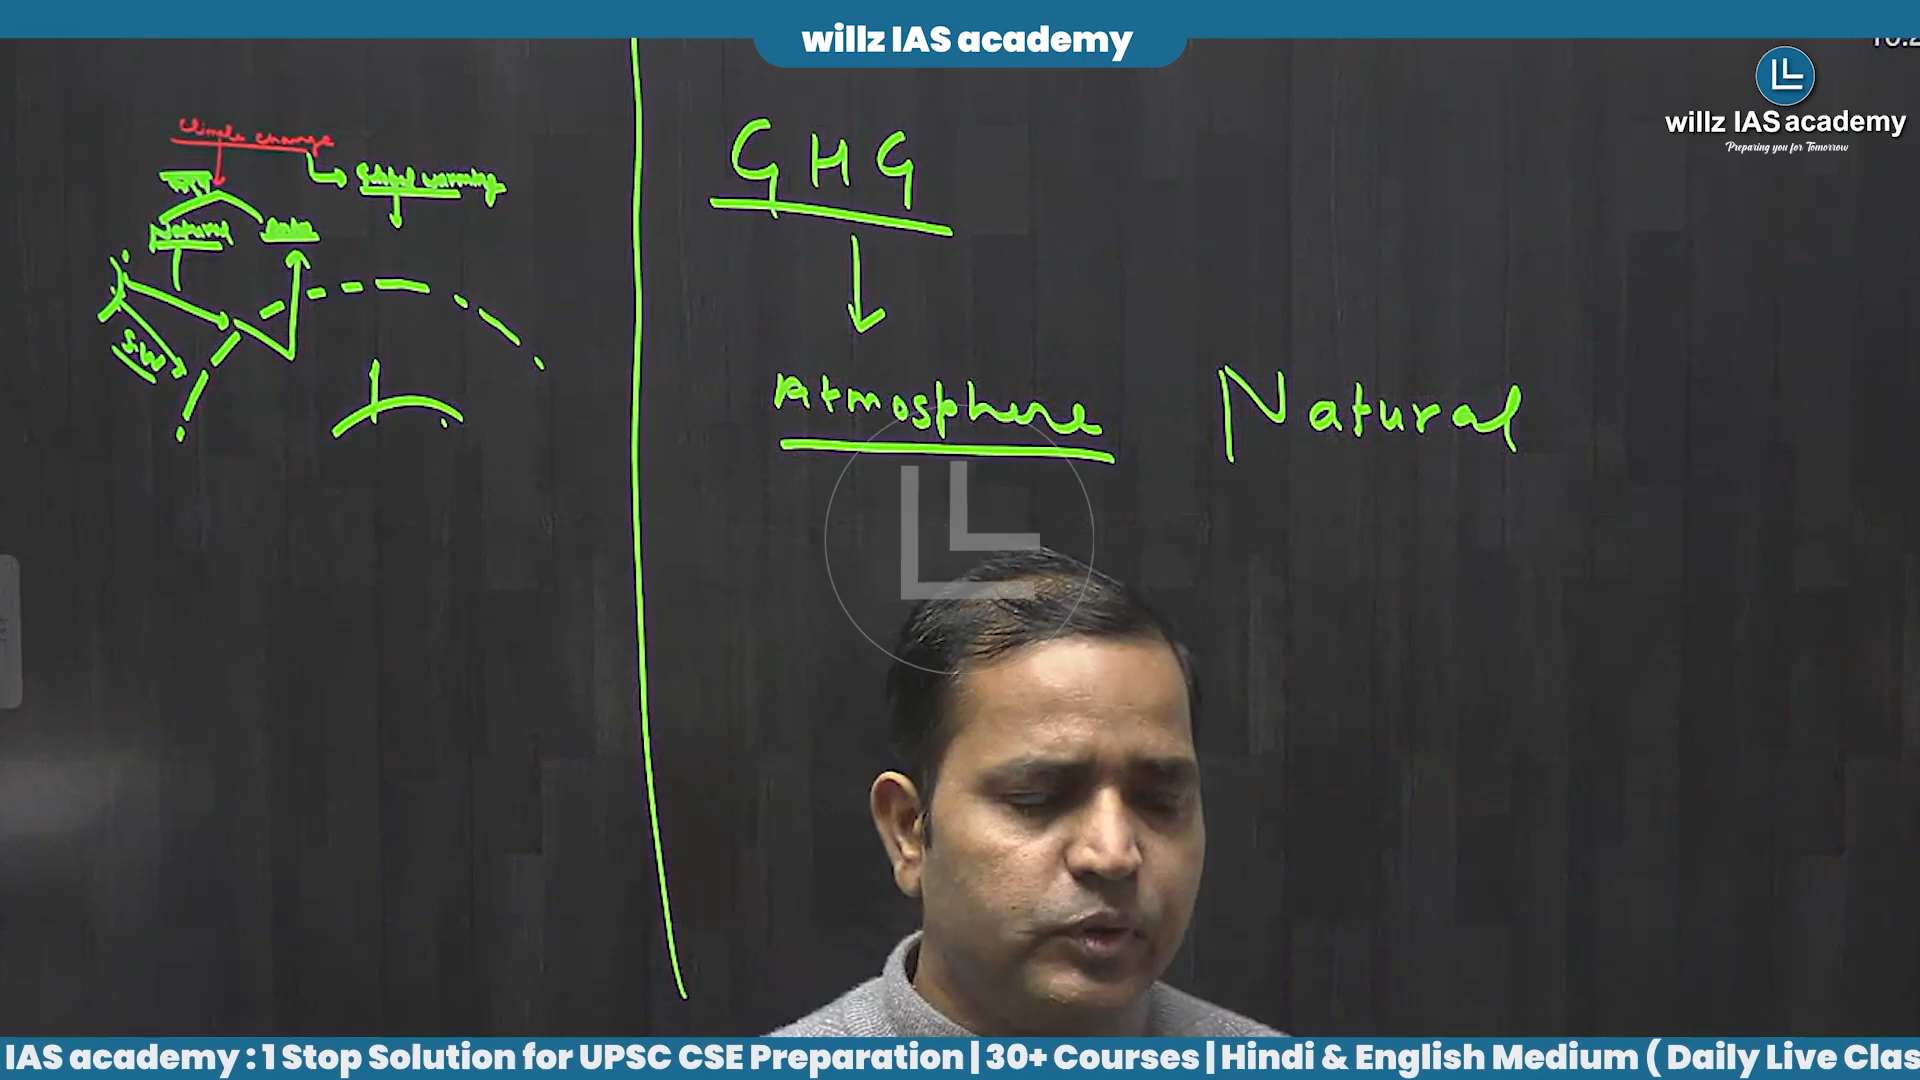 willz IAS academy
willz IAS academy
Preparing you for Tomorrow
Climate change
Global warming
Natural
S.W
GHG
Atmosphere
Natural
IAS academy : 1 Stop Solution for UPSC CSE Preparation | 30+ Courses | Hindi & English Medium ( Daily Live Clas